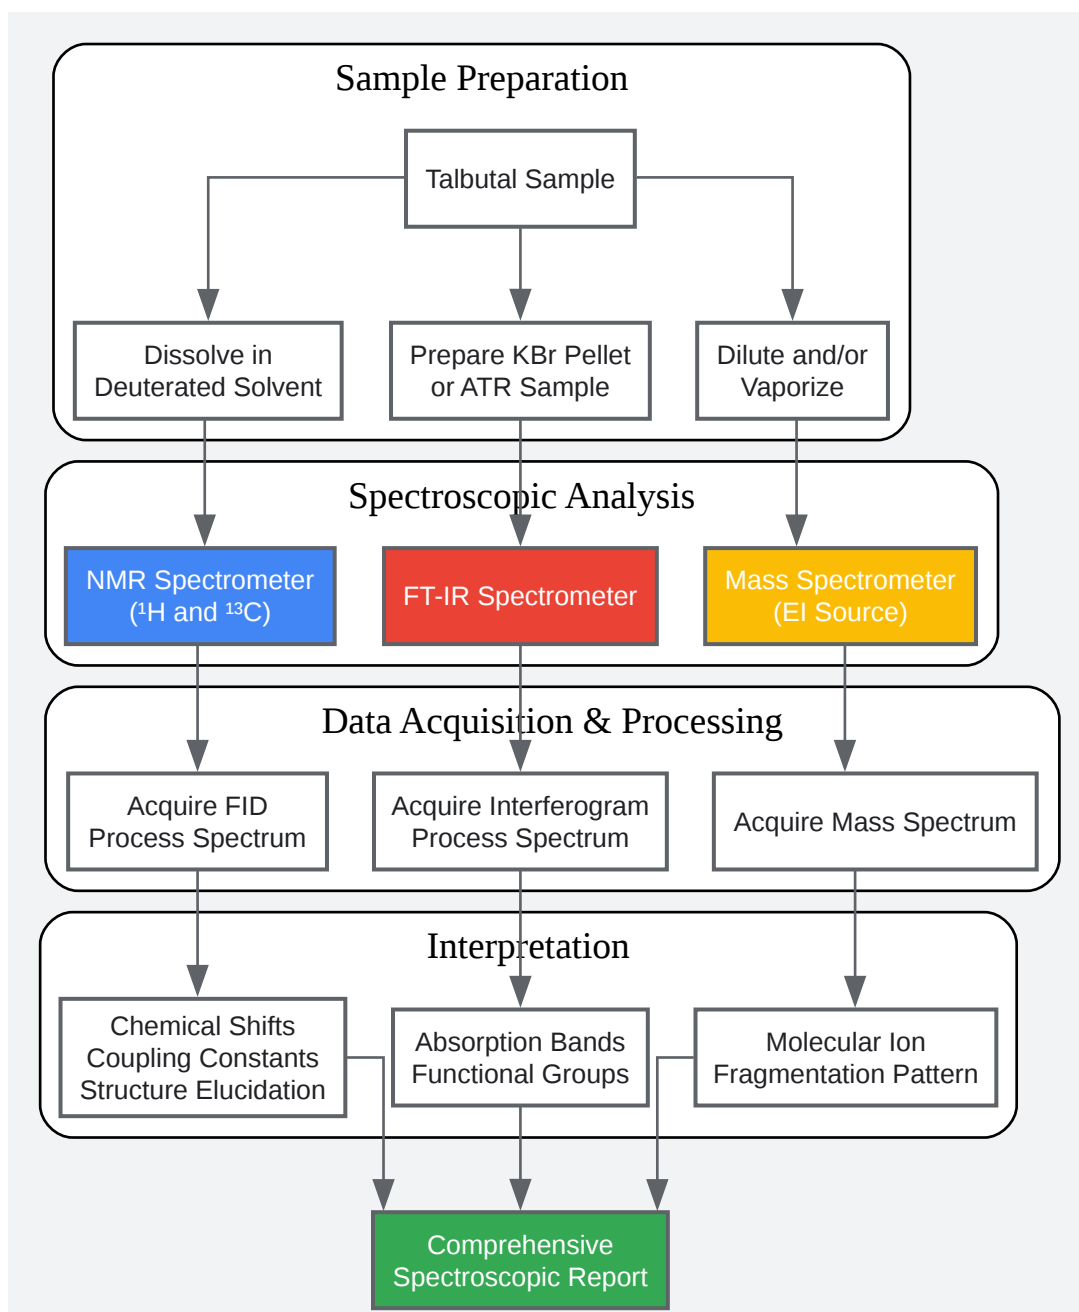 Sample Preparation
Talbutal Sample
Dissolve in
Deuterated Solvent
Prepare KBr Pellet
or ATR Sample
Dilute and/or
Vaporize
Spectroscopic Analysis
NMR Spectrometer
(¹H and ¹³C)
FT-IR Spectrometer
Mass Spectrometer
(EI Source)
Data Acquisition & Processing
Acquire FID
Process Spectrum
Acquire Interferogram
Process Spectrum
Acquire Mass Spectrum
Interpretation
Chemical Shifts
Coupling Constants
Structure Elucidation
Absorption Bands
Functional Groups
Molecular Ion
Fragmentation Pattern
Comprehensive
Spectroscopic Report